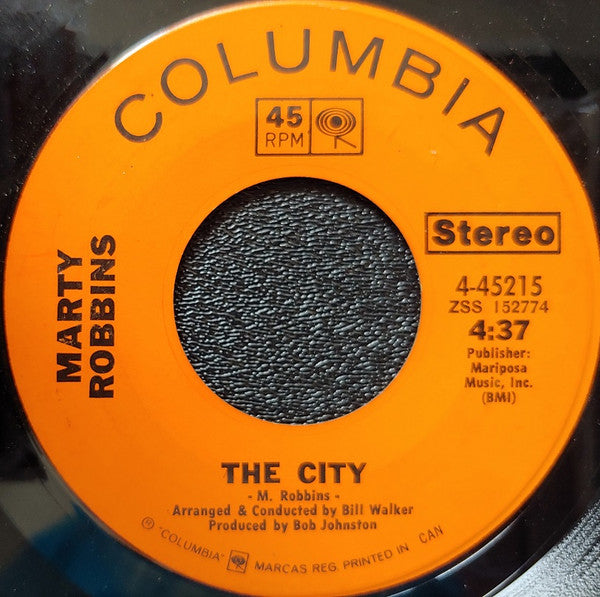 COLUMBIA
45
RPM
Stereo
MARTY
ROBBINS
4-45215
ZSS 152774
4:37
Publisher:
Mariposa
Music, Inc.
(BMI)
THE CITY
- M. Robbins -
Arranged & Conducted by Bill Walker
Produced by Bob Johnston
® "COLUMBIA" MARCAS REG. PRINTED IN CAN